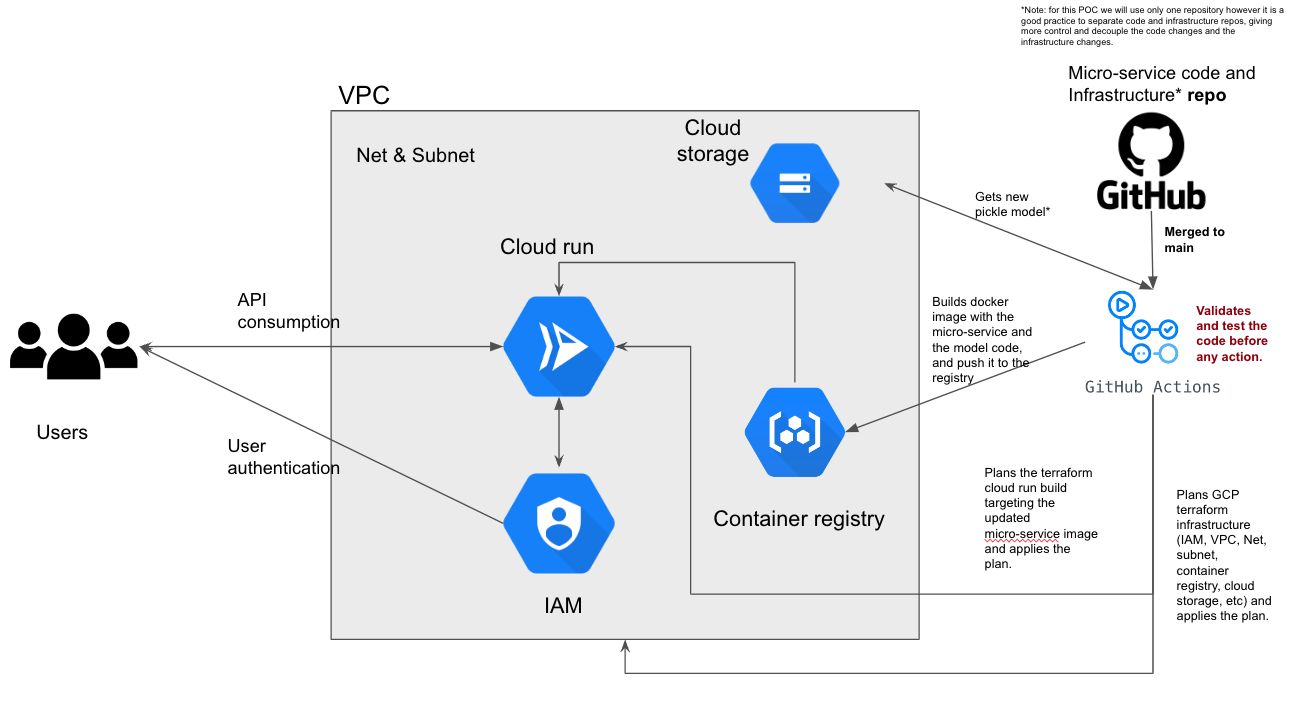 *Note: for this POC we will use only one repository however it is a
good practice to separate code and infrastructure repos, giving
more control and decouple the code changes and the
infrastructure changes.
Micro-service code and
Infrastructure* repo
GitHub
Merged to
main
VPC
Net & Subnet
Cloud
storage
Gets new
pickle model*
Cloud run
API
consumption
Users
User
authentication
Builds docker
image with the
micro-service and
the model code,
and push it to the
registry
Validates
and test the
code before
any action.
GitHub Actions
Container registry
IAM
Plans the terraform
cloud run build
targeting the
updated
micro-service image
and applies the
plan.
Plans GCP
terraform
infrastructure
(IAM, VPC, Net,
subnet,
container
registry, cloud
storage, etc) and
applies the plan.